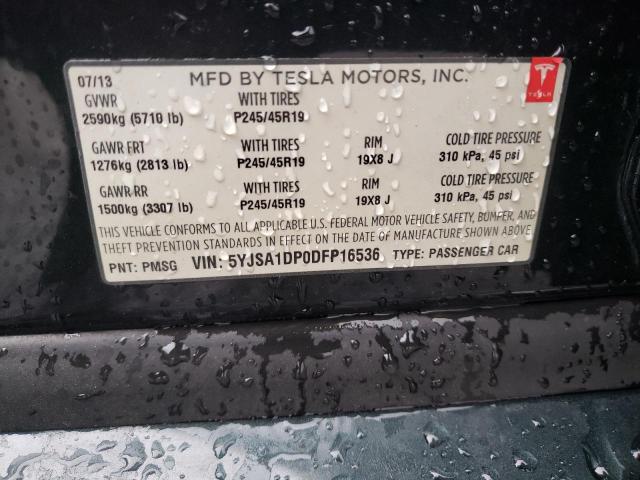 07/13 MFD BY TESLA MOTORS, INC. TESLA
GVWR WITH TIRES
2590kg (5710 lb) P245/45R19
GAWR FRT WITH TIRES RIM COLD TIRE PRESSURE
1276kg (2813 lb) P245/45R19 19X8 J 310 kPa, 45 psi
GAWR RR WITH TIRES RIM COLD TIRE PRESSURE
1500kg (3307 lb) P245/45R19 19X8 J 310 kPa, 45 psi
THIS VEHICLE CONFORMS TO ALL APPLICABLE U.S. FEDERAL MOTOR VEHICLE SAFETY, BUMPER, AND
THEFT PREVENTION STANDARDS IN EFFECT ON THE DATE OF MANUFACTURE SHOWN ABOVE.
PNT: PMSG VIN: 5YJSA1DP0DFP16536 TYPE: PASSENGER CAR